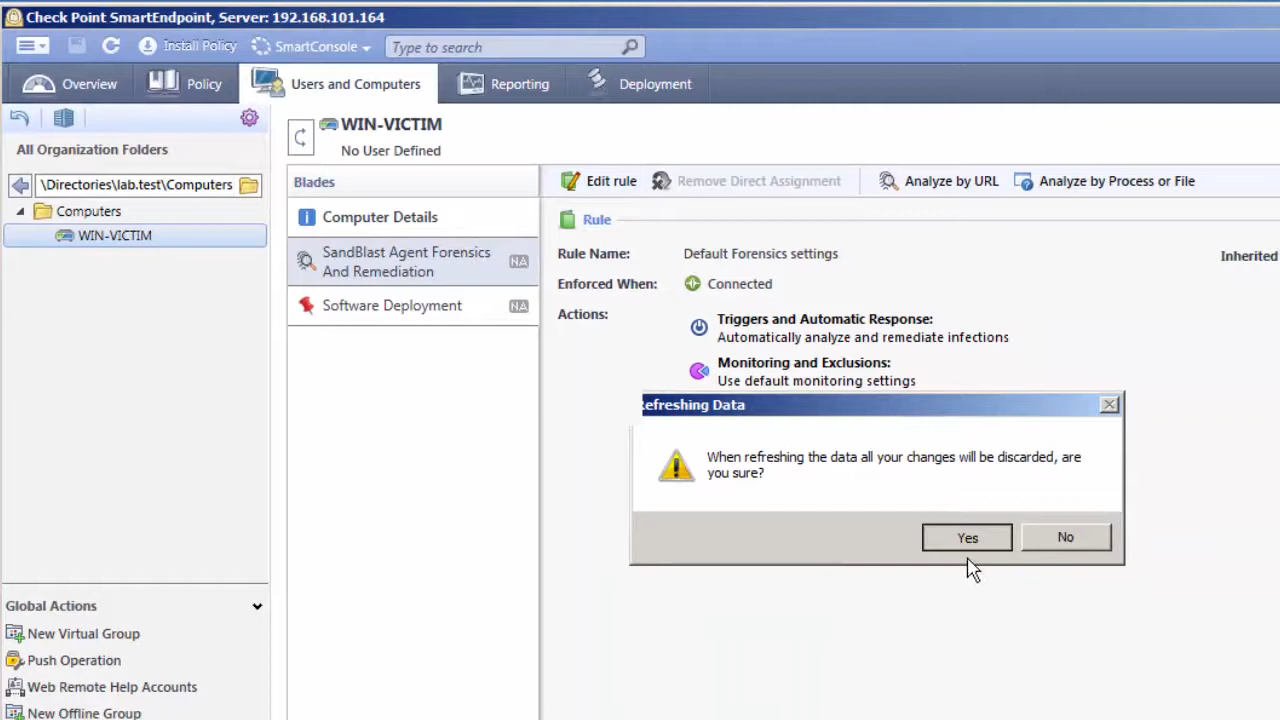 Check Point SmartEndpoint, Server: 192.168.101.164
Install Policy SmartConsole Type to search
Overview Policy Users and Computers Reporting Deployment
All Organization Folders
\Directories\lab.test\Computers
Computers
WIN-VICTIM
WIN-VICTIM
No User Defined
Blades
Computer Details
SandBlast Agent Forensics
And Remediation NA
Software Deployment NA
Edit rule Remove Direct Assignment Analyze by URL Analyze by Process or File
Rule
Rule Name: Default Forensics settings Inherited
Enforced When: Connected
Actions:
Triggers and Automatic Response:
Automatically analyze and remediate infections
Monitoring and Exclusions:
Use default monitoring settings
efreshing Data
When refreshing the data all your changes will be discarded, are
you sure?
Yes No
Global Actions
New Virtual Group
Push Operation
Web Remote Help Accounts
New Offline Group